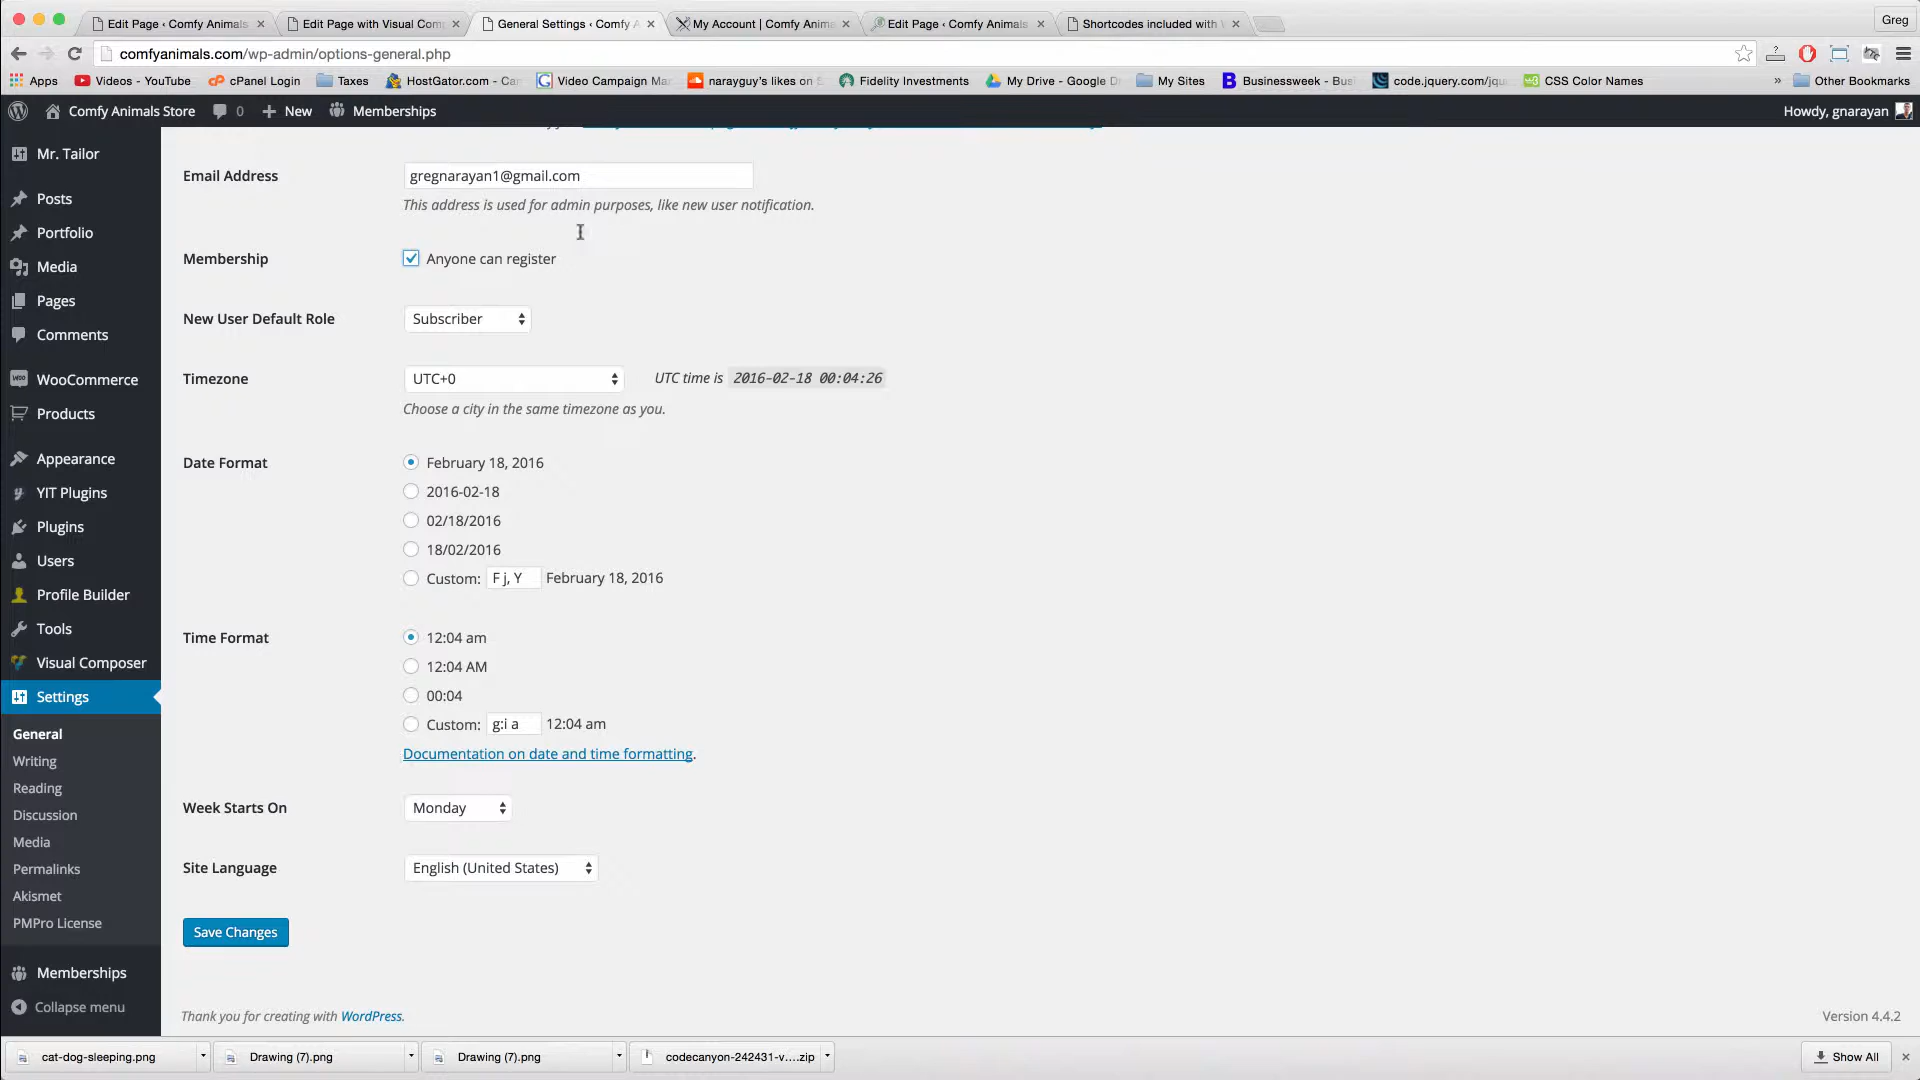 Edit Page ‹ Comfy Animals
Edit Page with Visual Com
General Settings ‹ Comfy A
My Account | Comfy Anima
Edit Page ‹ Comfy Animals
Shortcodes included with
Greg
comfyanimals.com/wp-admin/options-general.php
Apps
Videos - YouTube
cPanel Login
Taxes
HostGator.com - Can
Video Campaign Ma
narayguy's likes on S
Fidelity Investments
My Drive - Google D
My Sites
Businessweek - Bus
code.jquery.com/jqu
CSS Color Names
»
Other Bookmarks
Comfy Animals Store
0
New
Memberships
Howdy, gnarayan
Mr. Tailor
Posts
Portfolio
Media
Pages
Comments
WooCommerce
Products
Appearance
YIT Plugins
Plugins
Users
Profile Builder
Tools
Visual Composer
Settings
General
Writing
Reading
Discussion
Media
Permalinks
Akismet
PMPro License
Memberships
Collapse menu
Email Address
gregnarayan1@gmail.com
This address is used for admin purposes, like new user notification.
Membership
Anyone can register
New User Default Role
Subscriber
Timezone
UTC+0
UTC time is 2016-02-18 00:04:26
Choose a city in the same timezone as you.
Date Format
February 18, 2016
2016-02-18
02/18/2016
18/02/2016
Custom: F j, Y February 18, 2016
Time Format
12:04 am
12:04 AM
00:04
Custom: g:i a 12:04 am
Documentation on date and time formatting.
Week Starts On
Monday
Site Language
English (United States)
Save Changes
Thank you for creating with WordPress.
Version 4.4.2
cat-dog-sleeping.png
Drawing (7).png
Drawing (7).png
codecanyon-242431-v....zip
Show All